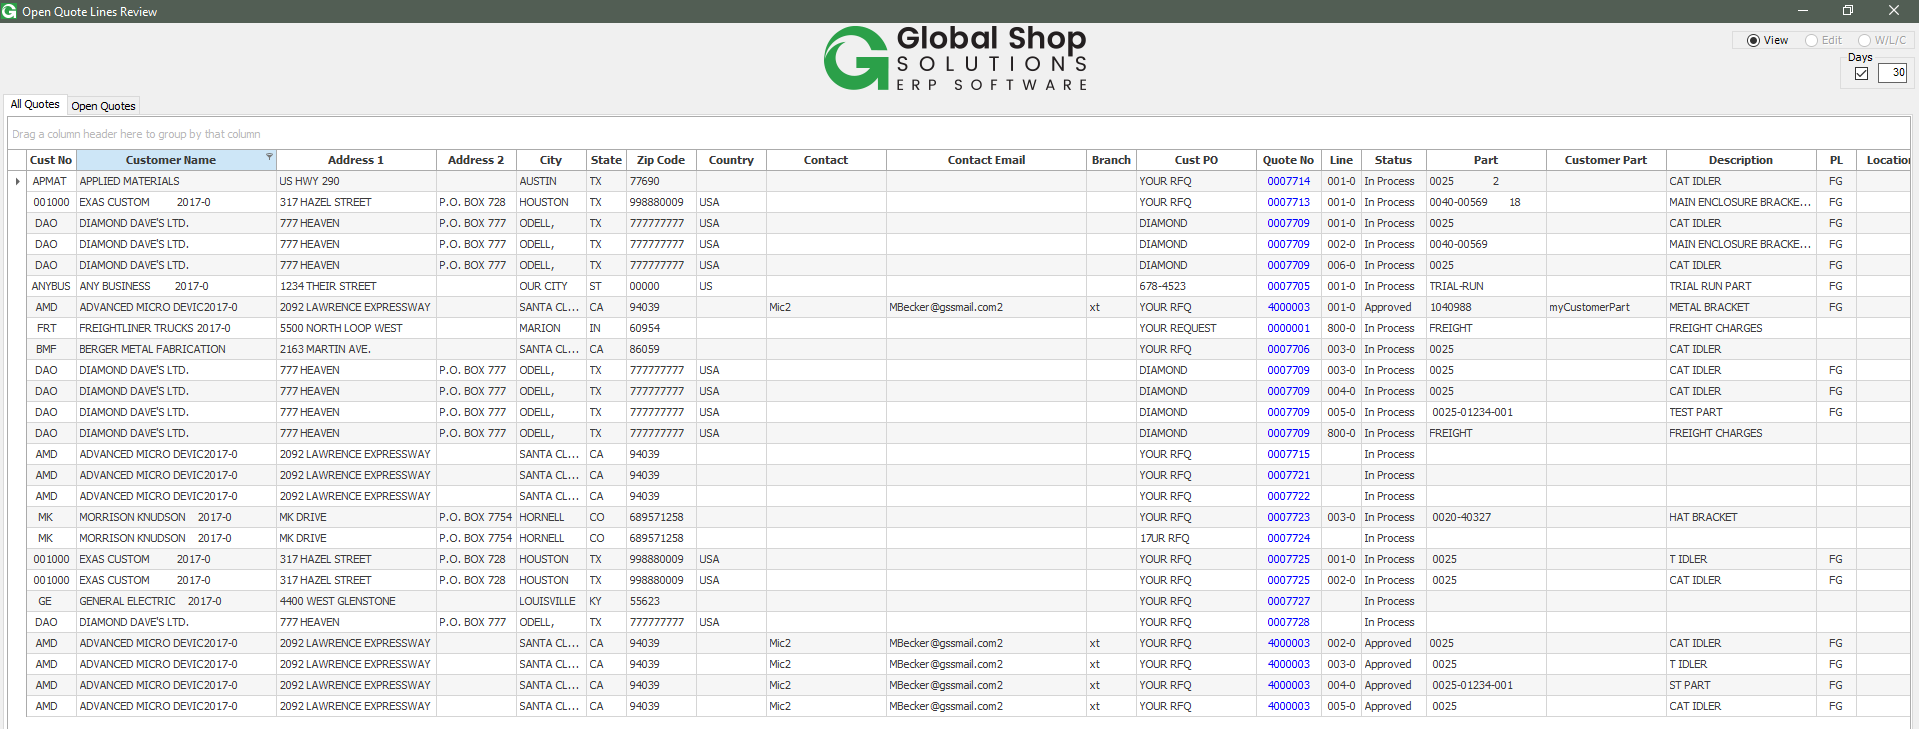 Open Quote Lines Review
Global Shop
SOLUTIONS
ERP SOFTWARE
View Edit W/L/C
Days
30
All Quotes Open Quotes
Drag a column header here to group by that column
Cust No Customer Name Address 1 Address 2 City State Zip Code Country Contact Contact Email Branch Cust PO Quote No Line Status Part Customer Part Description PL Location
APMAT APPLIED MATERIALS US HWY 290 AUSTIN TX 77690 YOUR RFQ 0007714 001-0 In Process 0025 2 CAT IDLER FG
001000 EXAS CUSTOM 2017-0 317 HAZEL STREET P.O. BOX 728 HOUSTON TX 998880009 USA YOUR RFQ 0007713 001-0 In Process 0040-00569 18 MAIN ENCLOSURE BRACKE... FG
DAO DIAMOND DAVE'S LTD. 777 HEAVEN P.O. BOX 777 ODELL, TX 777777777 USA DIAMOND 0007709 001-0 In Process 0025 CAT IDLER FG
DAO DIAMOND DAVE'S LTD. 777 HEAVEN P.O. BOX 777 ODELL, TX 777777777 USA DIAMOND 0007709 002-0 In Process 0040-00569 MAIN ENCLOSURE BRACKE... FG
DAO DIAMOND DAVE'S LTD. 777 HEAVEN P.O. BOX 777 ODELL, TX 777777777 USA DIAMOND 0007709 006-0 In Process 0025 CAT IDLER FG
ANYBUS ANY BUSINESS 2017-0 1234 THEIR STREET OUR CITY ST 00000 US 678-4523 0007705 001-0 In Process TRIAL-RUN TRIAL RUN PART FG
AMD ADVANCED MICRO DEVIC2017-0 2092 LAWRENCE EXPRESSWAY SANTA CL... CA 94039 Mic2 MBecker@gssmail.com2 xt YOUR RFQ 4000003 001-0 Approved 1040988 myCustomerPart METAL BRACKET FG
FRT FREIGHTLINER TRUCKS 2017-0 5500 NORTH LOOP WEST MARION IN 60954 YOUR REQUEST 0000001 800-0 In Process FREIGHT FREIGHT CHARGES
BMF BERGER METAL FABRICATION 2163 MARTIN AVE. SANTA CL... CA 86059 YOUR RFQ 0007706 003-0 In Process 0025 CAT IDLER
DAO DIAMOND DAVE'S LTD. 777 HEAVEN P.O. BOX 777 ODELL, TX 777777777 USA DIAMOND 0007709 003-0 In Process 0025 CAT IDLER FG
DAO DIAMOND DAVE'S LTD. 777 HEAVEN P.O. BOX 777 ODELL, TX 777777777 USA DIAMOND 0007709 004-0 In Process 0025 CAT IDLER FG
DAO DIAMOND DAVE'S LTD. 777 HEAVEN P.O. BOX 777 ODELL, TX 777777777 USA DIAMOND 0007709 005-0 In Process 0025-01234-001 TEST PART FG
DAO DIAMOND DAVE'S LTD. 777 HEAVEN P.O. BOX 777 ODELL, TX 777777777 USA DIAMOND 0007709 800-0 In Process FREIGHT FREIGHT CHARGES
AMD ADVANCED MICRO DEVIC2017-0 2092 LAWRENCE EXPRESSWAY SANTA CL... CA 94039 YOUR RFQ 0007715 In Process
AMD ADVANCED MICRO DEVIC2017-0 2092 LAWRENCE EXPRESSWAY SANTA CL... CA 94039 YOUR RFQ 0007721 In Process
AMD ADVANCED MICRO DEVIC2017-0 2092 LAWRENCE EXPRESSWAY SANTA CL... CA 94039 YOUR RFQ 0007722 In Process
MK MORRISON KNUDSON 2017-0 MK DRIVE P.O. BOX 7754 HORNELL CO 689571258 YOUR RFQ 0007723 003-0 In Process 0020-40327 HAT BRACKET
MK MORRISON KNUDSON 2017-0 MK DRIVE P.O. BOX 7754 HORNELL CO 689571258 17UR RFQ 0007724 In Process
001000 EXAS CUSTOM 2017-0 317 HAZEL STREET P.O. BOX 728 HOUSTON TX 998880009 USA YOUR RFQ 0007725 001-0 In Process 0025 T IDLER FG
001000 EXAS CUSTOM 2017-0 317 HAZEL STREET P.O. BOX 728 HOUSTON TX 998880009 USA YOUR RFQ 0007725 002-0 In Process 0025 CAT IDLER FG
GE GENERAL ELECTRIC 2017-0 4400 WEST GLENSTONE LOUISVILLE KY 55623 YOUR RFQ 0007727 In Process
DAO DIAMOND DAVE'S LTD. 777 HEAVEN P.O. BOX 777 ODELL, TX 777777777 USA YOUR RFQ 0007728 In Process
AMD ADVANCED MICRO DEVIC2017-0 2092 LAWRENCE EXPRESSWAY SANTA CL... CA 94039 Mic2 MBecker@gssmail.com2 xt YOUR RFQ 4000003 002-0 Approved 0025 CAT IDLER FG
AMD ADVANCED MICRO DEVIC2017-0 2092 LAWRENCE EXPRESSWAY SANTA CL... CA 94039 Mic2 MBecker@gssmail.com2 xt YOUR RFQ 4000003 003-0 Approved 0025 T IDLER FG
AMD ADVANCED MICRO DEVIC2017-0 2092 LAWRENCE EXPRESSWAY SANTA CL... CA 94039 Mic2 MBecker@gssmail.com2 xt YOUR RFQ 4000003 004-0 Approved 0025-01234-001 ST PART FG
AMD ADVANCED MICRO DEVIC2017-0 2092 LAWRENCE EXPRESSWAY SANTA CL... CA 94039 Mic2 MBecker@gssmail.com2 xt YOUR RFQ 4000003 005-0 Approved 0025 CAT IDLER FG